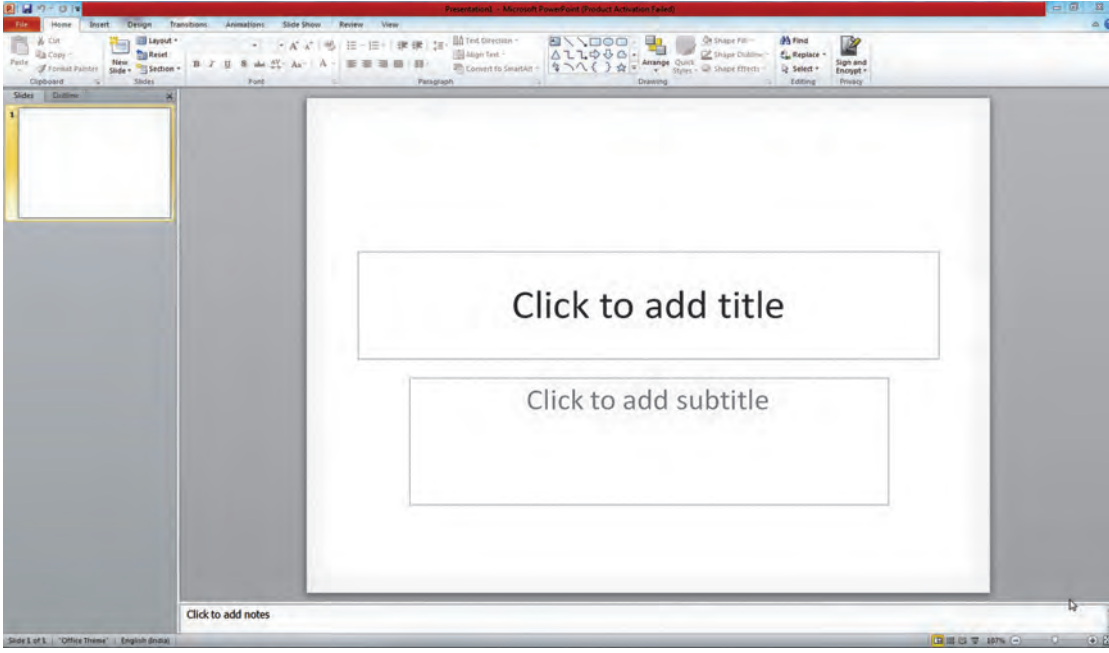 Presentation1 - Microsoft PowerPoint (Product Activation Failed)
File Home Insert Design Transitions Animations Slide Show Review View
Paste
Cut
Copy
Format Painter
Clipboard
New Slide
Layout
Reset
Section
Slides
Font
Paragraph
Text Direction
Align Text
Convert to SmartArt
Arrange
Quick Styles
Shape Fill
Shape Outline
Shape Effects
Drawing
Find
Replace
Select
Editing
Sign and Encrypt
Privacy
Slides Outline
1
Click to add title
Click to add subtitle
Click to add notes
Slide 1 of 1 "Office Theme" English (India) 107%